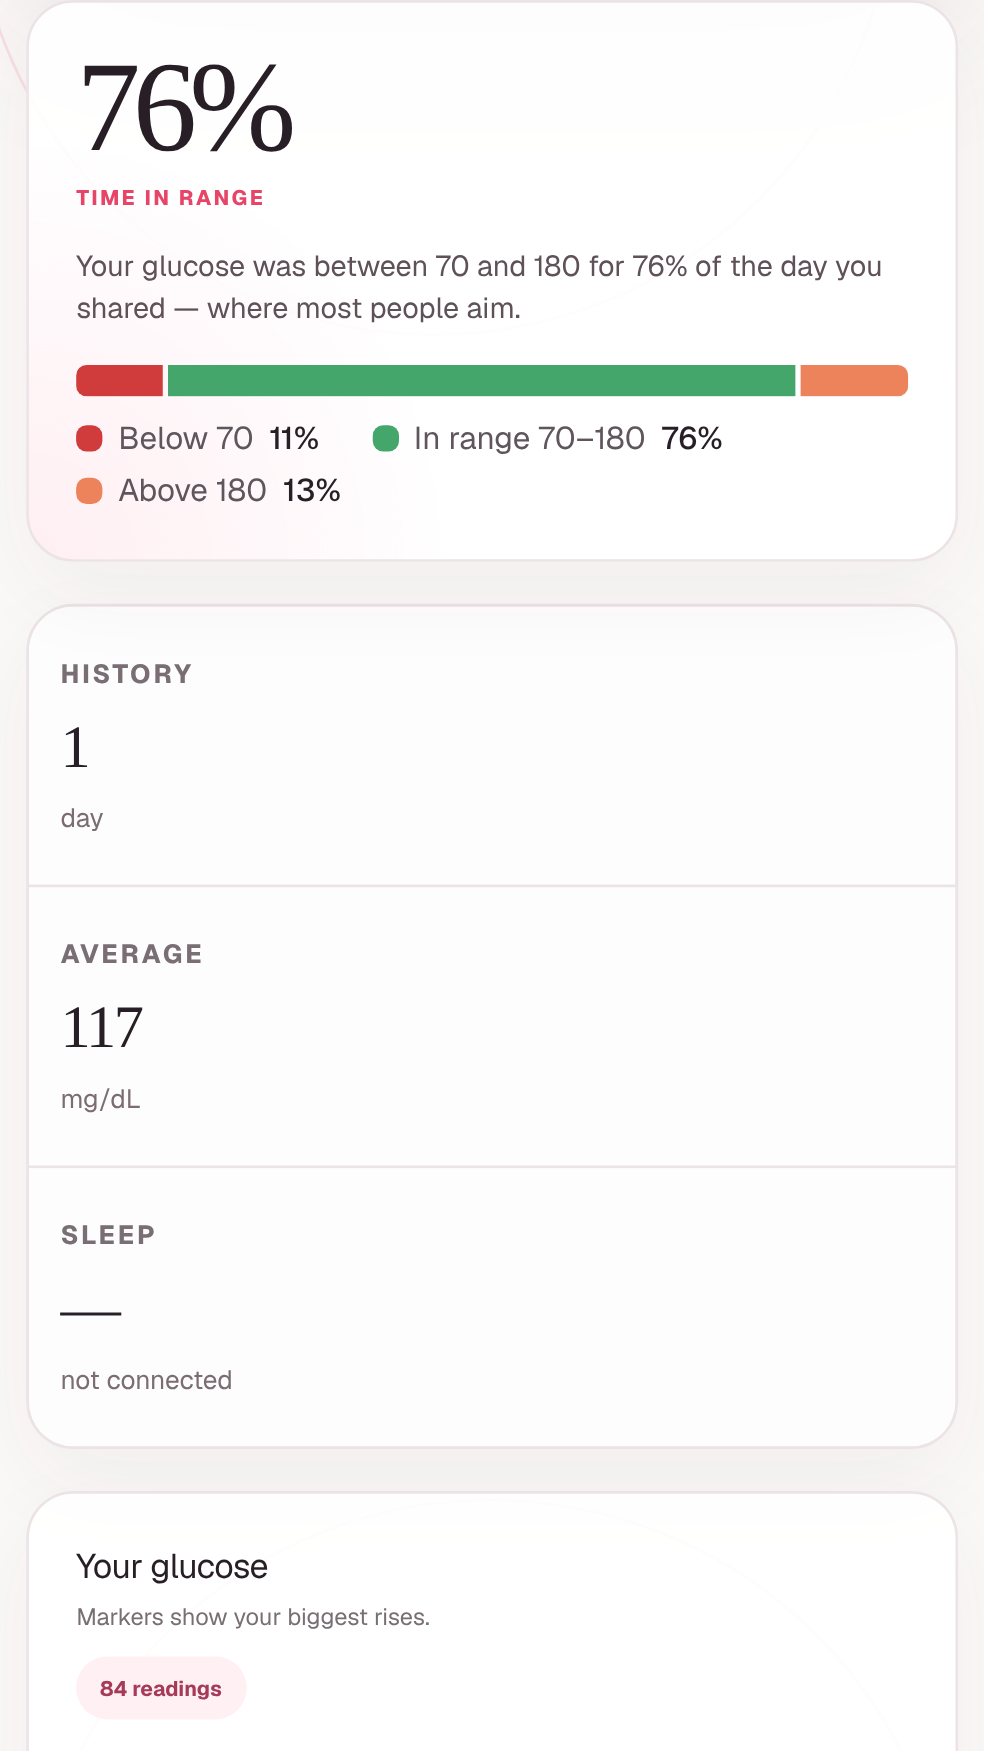 76%
TIME IN RANGE
Your glucose was between 70 and 180 for 76% of the day you
shared — where most people aim.
Below 70 11% In range 70–180 76%
Above 180 13%
HISTORY
1
day
AVERAGE
117
mg/dL
SLEEP
—
not connected
Your glucose
Markers show your biggest rises.
84 readings